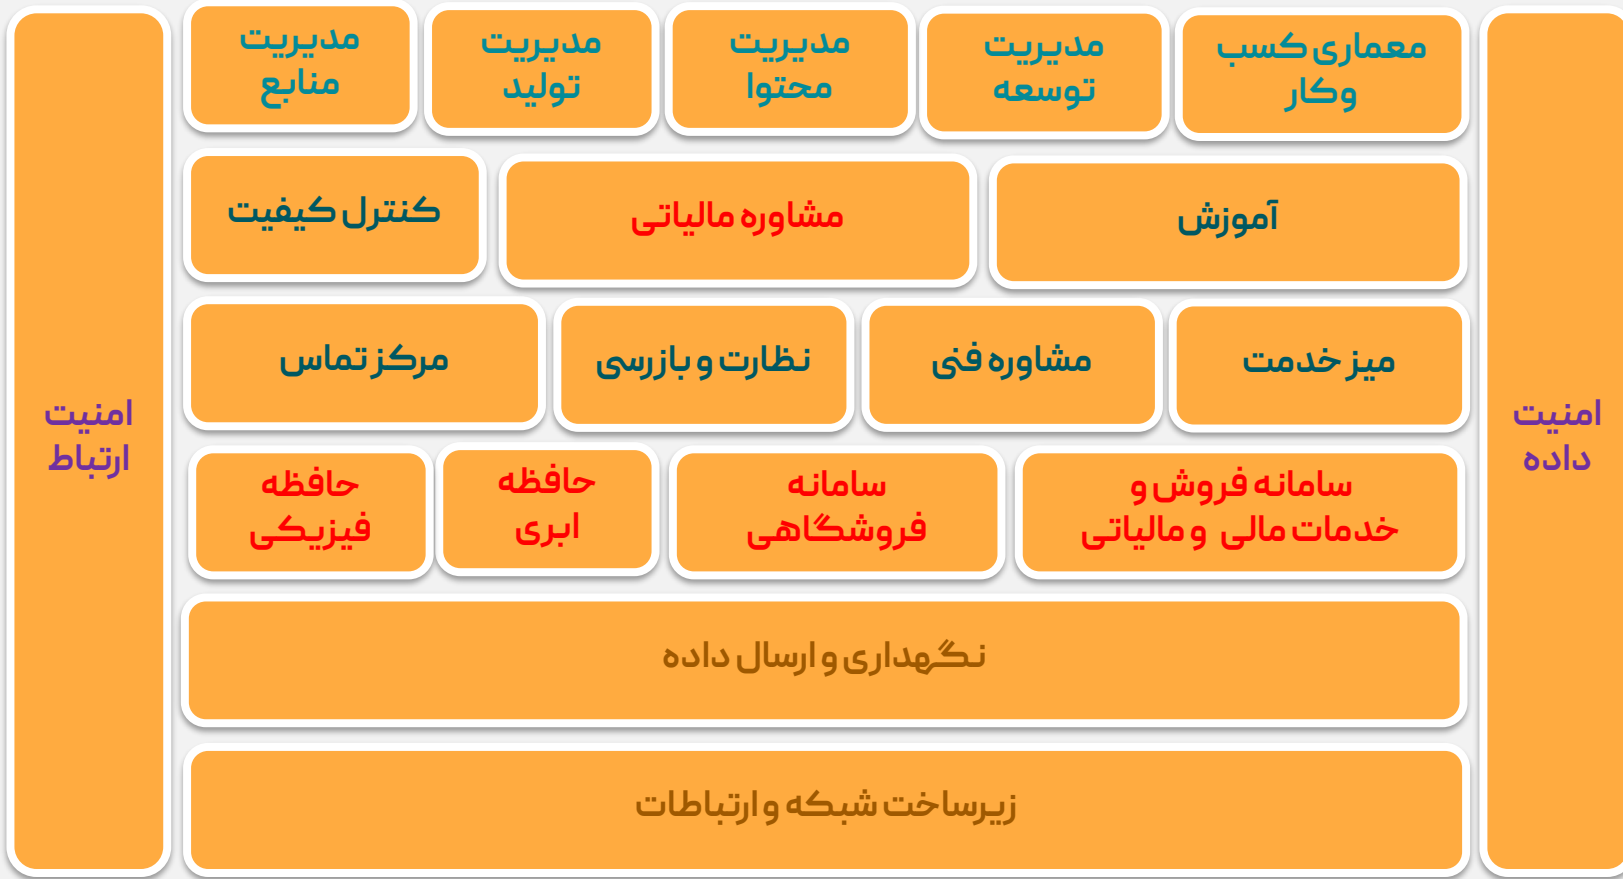 معماری کسب
وکار
مدیریت
توسعه
مدیریت
محتوا
مدیریت
تولید
مدیریت
منابع
آموزش
مشاوره مالیاتی
کنترل کیفیت
میز خدمت
مشاوره فنی
نظارت و بازرسی
مرکز تماس
امنیت
داده
امنیت
ارتباط
سامانه فروش و
خدمات مالی و مالیاتی
سامانه
فروشگاهی
حافظه
ابری
حافظه
فیزیکی
نگهداری و ارسال داده
زیرساخت شبکه و ارتباطات